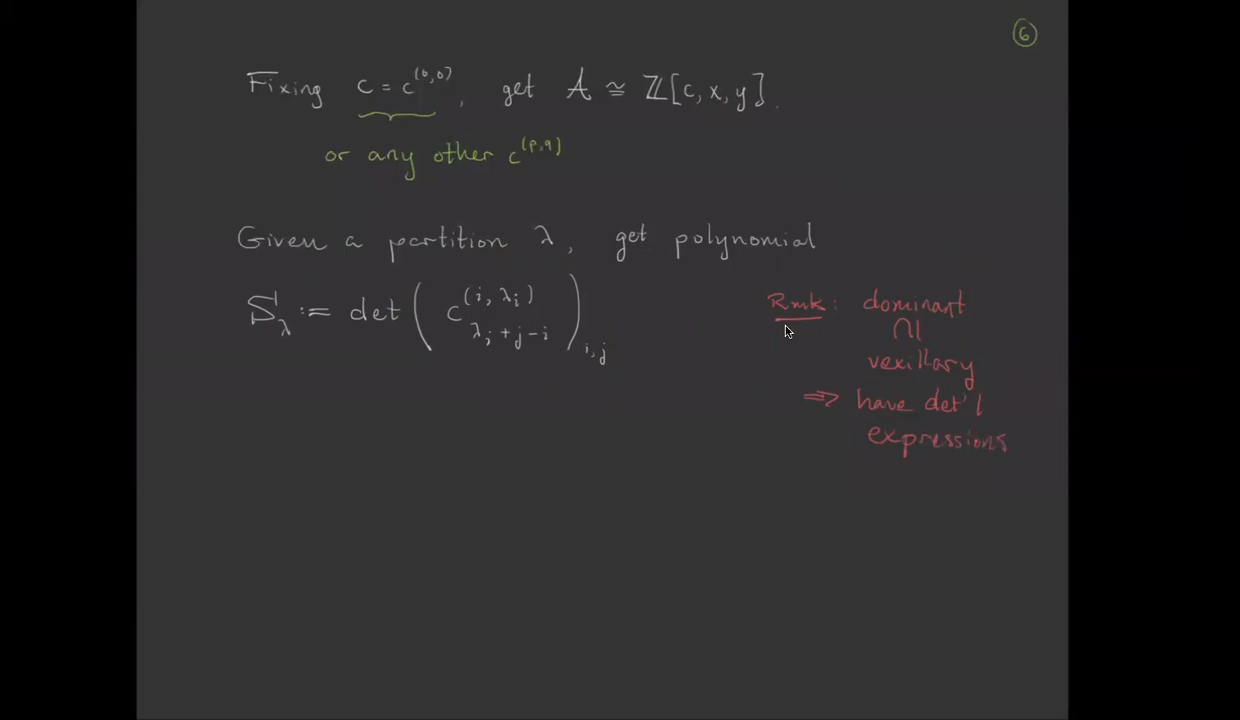 6
Fixing c = c^(0,0), get A ≅ ℤ[c, x, y].
or any other c^(p,q)
Given a partition λ, get polynomial
S_λ := det ( c^(i, λ_i)_{λ_i + j - i} )_{i,j}
Rmk: dominant
∩|
vexillary
⇒ have det'l
expressions